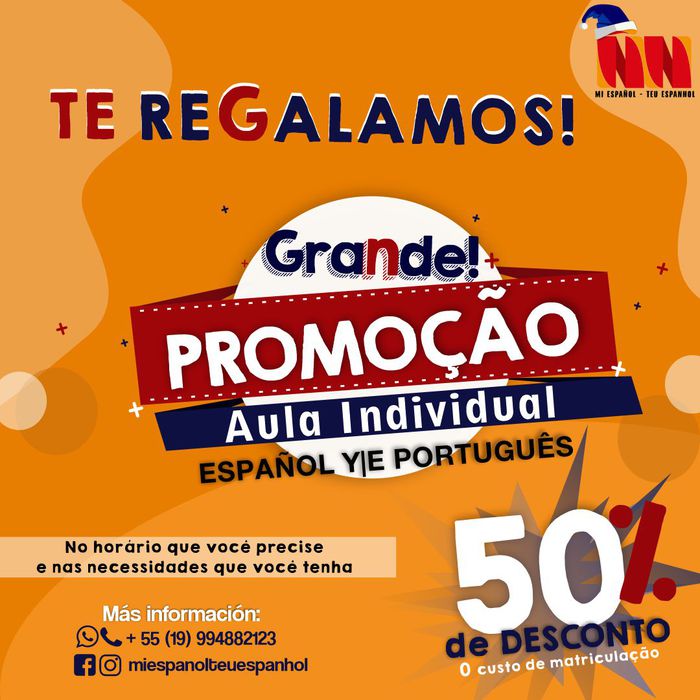 MI ESPAÑOL - TEU ESPANHOL
TE REGALAMOS!
Grande!
PROMOÇÃO
Aula Individual
ESPAÑOL Y|E PORTUGUÊS
50%
de DESCONTO
0 custo de matriculação
No horário que você precise
e nas necessidades que você tenha
Más información:
+ 55 (19) 994882123
miespanolteuespanhol